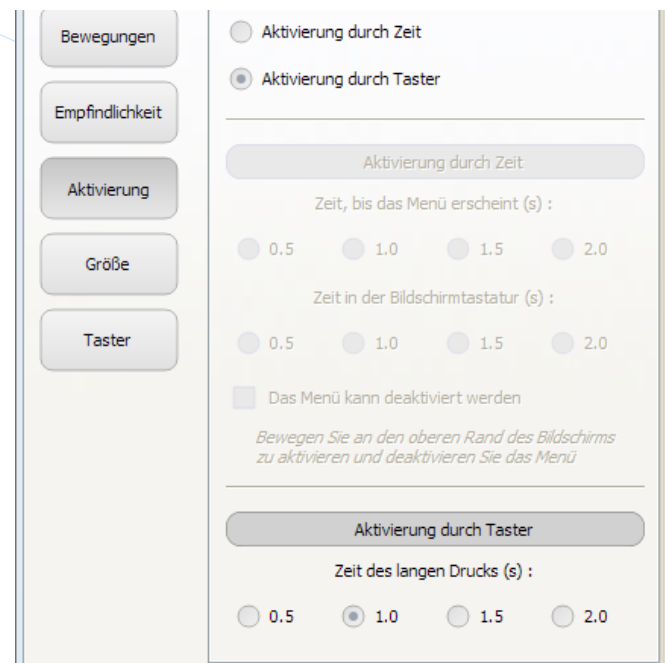 Bewegungen
Empfindlichkeit
Aktivierung
Größe
Taster
Aktivierung durch Zeit
Aktivierung durch Taster
Aktivierung durch Zeit
Zeit, bis das Menü erscheint (s) :
0.5 1.0 1.5 2.0
Zeit in der Bildschirmtastatur (s) :
0.5 1.0 1.5 2.0
Das Menü kann deaktiviert werden
Bewegen Sie an den oberen Rand des Bildschirms
zu aktivieren und deaktivieren Sie das Menü
Aktivierung durch Taster
Zeit des langen Drucks (s) :
0.5 1.0 1.5 2.0